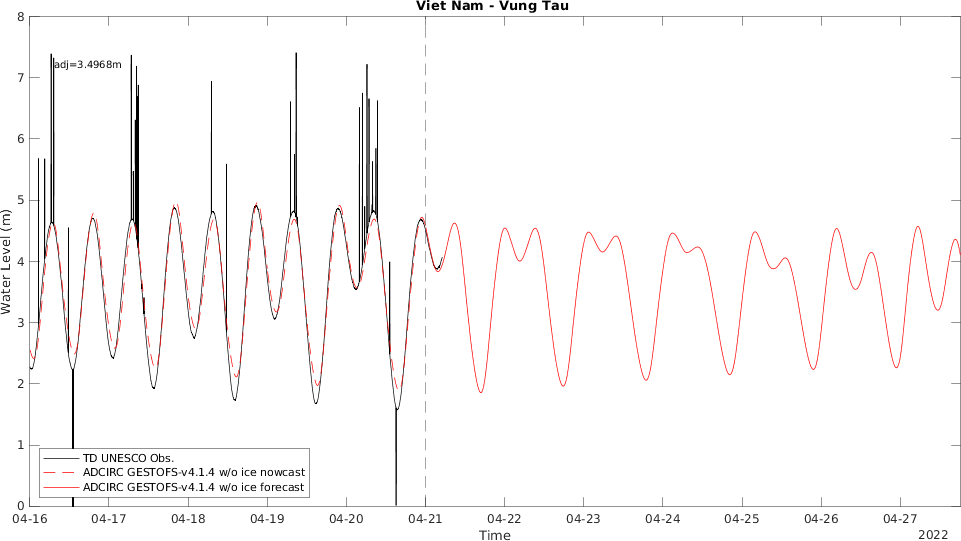 Viet Nam - Vung Tau
8
7
6
5
4
3
2
1
0
Water Level (m)
adj=3.4968m
TD UNESCO Obs.
ADCIRC GESTOFS-v4.1.4 w/o ice nowcast
ADCIRC GESTOFS-v4.1.4 w/o ice forecast
04-16 04-17 04-18 04-19 04-20 04-21 04-22 04-23 04-24 04-25 04-26 04-27
Time
2022